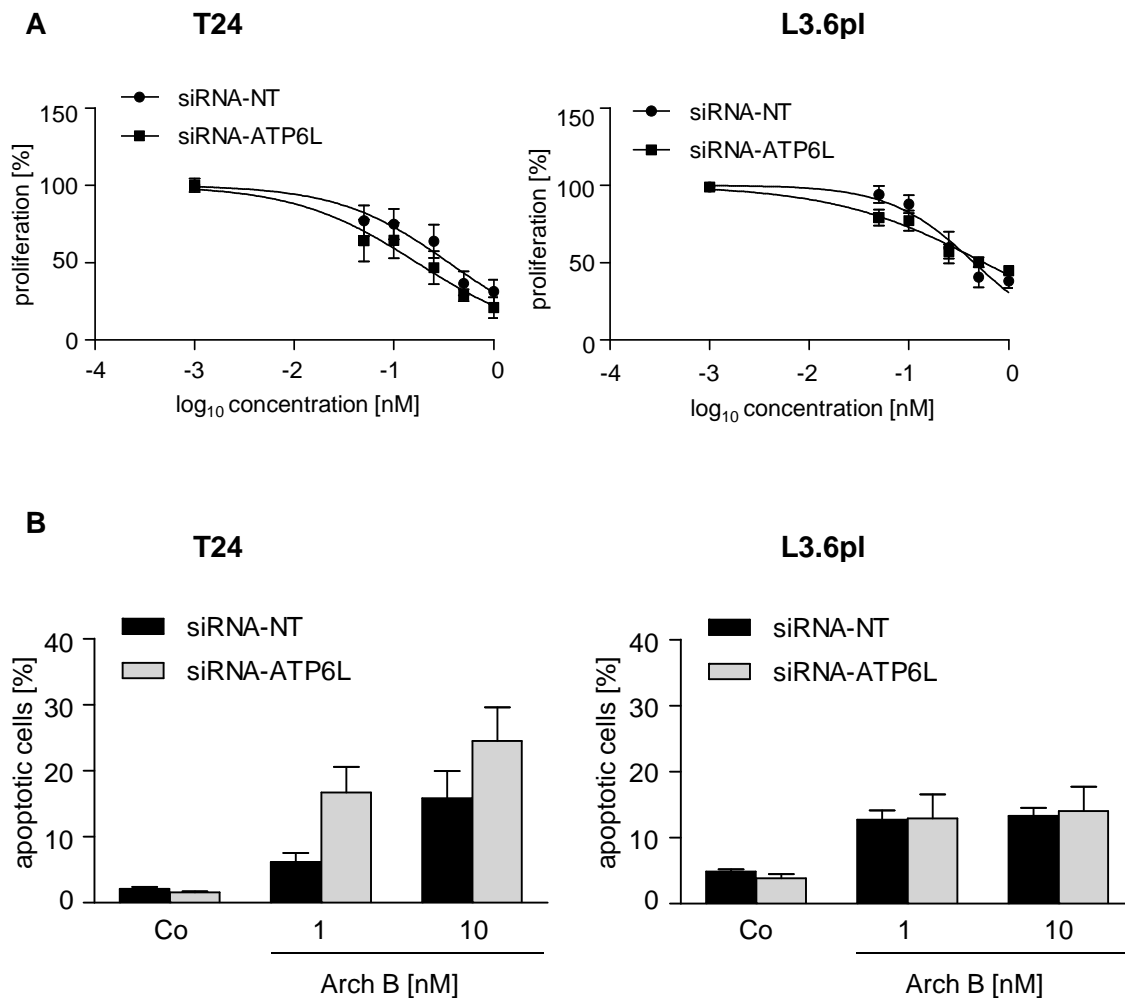 A
T24
L3.6pl
siRNA-NT
siRNA-ATP6L
proliferation [%]
150
100
50
0
-4 -3 -2 -1 0
log10 concentration [nM]
siRNA-NT
siRNA-ATP6L
proliferation [%]
150
100
50
0
-4 -3 -2 -1 0
log10 concentration [nM]
B
T24
L3.6pl
siRNA-NT
siRNA-ATP6L
apoptotic cells [%]
40
30
20
10
0
Co 1 10
Arch B [nM]
siRNA-NT
siRNA-ATP6L
apoptotic cells [%]
40
30
20
10
0
Co 1 10
Arch B [nM]